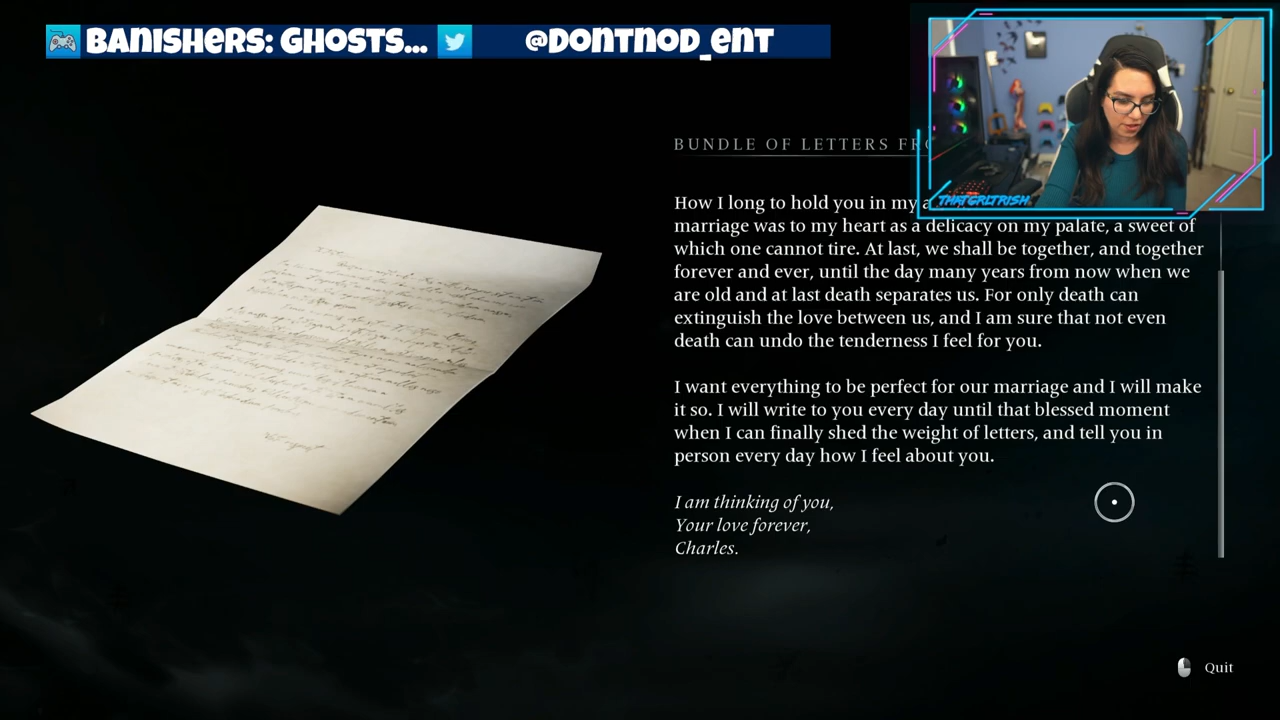 BANISHERS: GHOSTS... @DONTNOD_ENT
BUNDLE OF LETTERS
THATGRLTRISH
How I long to hold you in my
marriage was to my heart as a delicacy on my palate, a sweet of
which one cannot tire. At last, we shall be together, and together
forever and ever, until the day many years from now when we
are old and at last death separates us. For only death can
extinguish the love between us, and I am sure that not even
death can undo the tenderness I feel for you.
I want everything to be perfect for our marriage and I will make
it so. I will write to you every day until that blessed moment
when I can finally shed the weight of letters, and tell you in
person every day how I feel about you.
I am thinking of you,
Your love forever,
Charles.
Quit